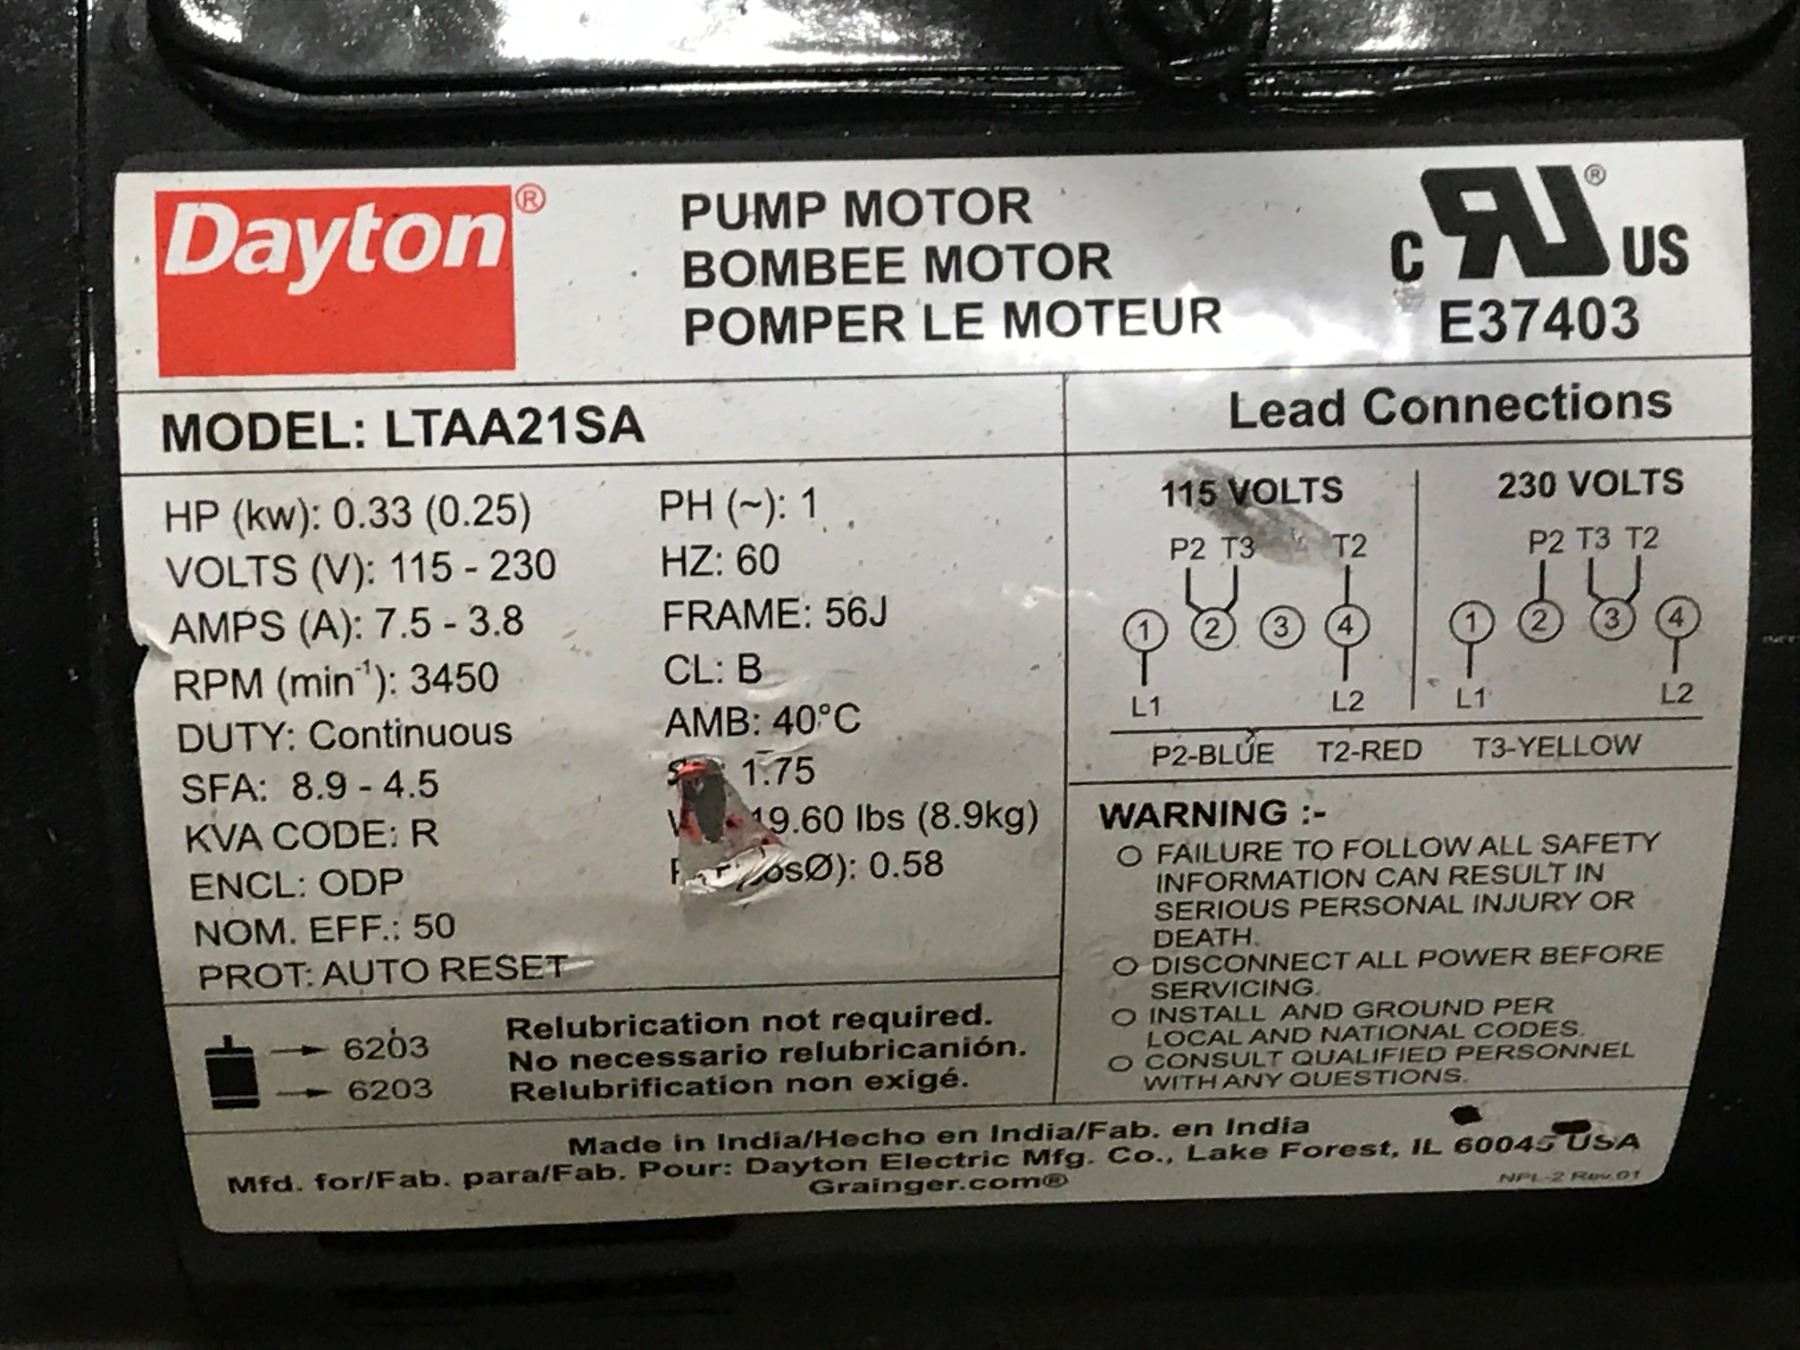 Dayton®
PUMP MOTOR
BOMBEE MOTOR
POMPER LE MOTEUR
C RU® US
E37403
MODEL: LTAA21SA
HP (kw): 0.33 (0.25)
VOLTS (V): 115 - 230
AMPS (A): 7.5 - 3.8
RPM (min⁻¹): 3450
DUTY: Continuous
SFA: 8.9 - 4.5
KVA CODE: R
ENCL: ODP
NOM. EFF.: 50
PROT: AUTO RESET
PH (~): 1
HZ: 60
FRAME: 56J
CL: B
AMB: 40°C
1.75
19.60 lbs (8.9kg)
0.58
6203
6203
Relubrication not required.
No necessario relubricanión.
Relubrification non exigé.
Lead Connections
115 VOLTS
P2 T3 T2
1 2 3 4
L1 L2
230 VOLTS
P2 T3 T2
1 2 3 4
L1 L2
P2-BLUE T2-RED T3-YELLOW
WARNING :-
O FAILURE TO FOLLOW ALL SAFETY
INFORMATION CAN RESULT IN
SERIOUS PERSONAL INJURY OR
DEATH.
O DISCONNECT ALL POWER BEFORE
SERVICING.
O INSTALL AND GROUND PER
LOCAL AND NATIONAL CODES.
O CONSULT QUALIFIED PERSONNEL
WITH ANY QUESTIONS.
Made in India/Hecho en India/Fab. en India
Mfd. for/Fab. para/Fab. Pour: Dayton Electric Mfg. Co., Lake Forest, IL 60045 USA
Grainger.com®
NPL-2 Rev.01